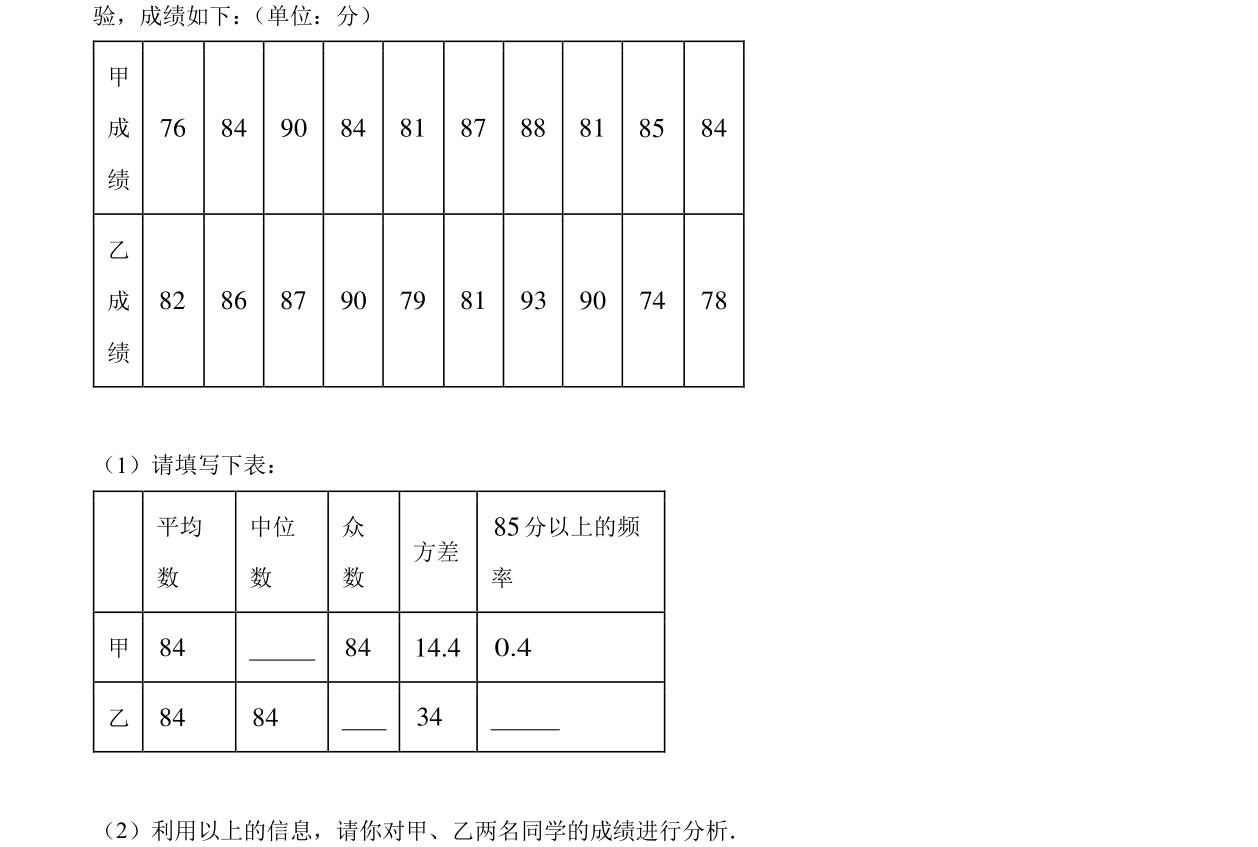 验，成绩如下：（单位：分）
甲成绩 76 84 90 84 81 87 88 81 85 84
乙成绩 82 86 87 90 79 81 93 90 74 78
（1）请填写下表：
平均数 中位数 众数 方差 85分以上的频率
甲 84 _____ 84 14.4 0.4
乙 84 84 ___ 34 _____
（2）利用以上的信息，请你对甲、乙两名同学的成绩进行分析．